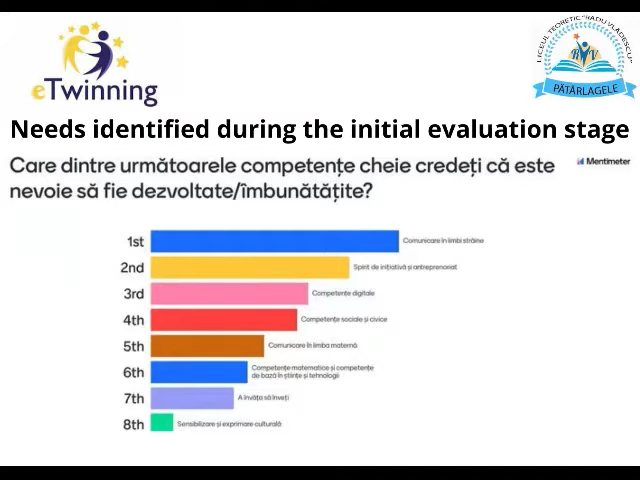 eTwinning
LICEUL TEORETIC "RADU VLĂDESCU"
RV
PĂTÂRLAGELE
Needs identified during the initial evaluation stage
Care dintre următoarele competențe cheie credeți că este
nevoie să fie dezvoltate/îmbunătățite?
Mentimeter
1st Comunicare în limbi străine
2nd Spirit de inițiativă și antreprenoriat
3rd Competențe digitale
4th Competențe sociale și civice
5th Comunicare în limba maternă
6th Competențe matematice și competențe
de bază în științe și tehnologii
7th A învăța să înveți
8th Sensibilizare și exprimare culturală